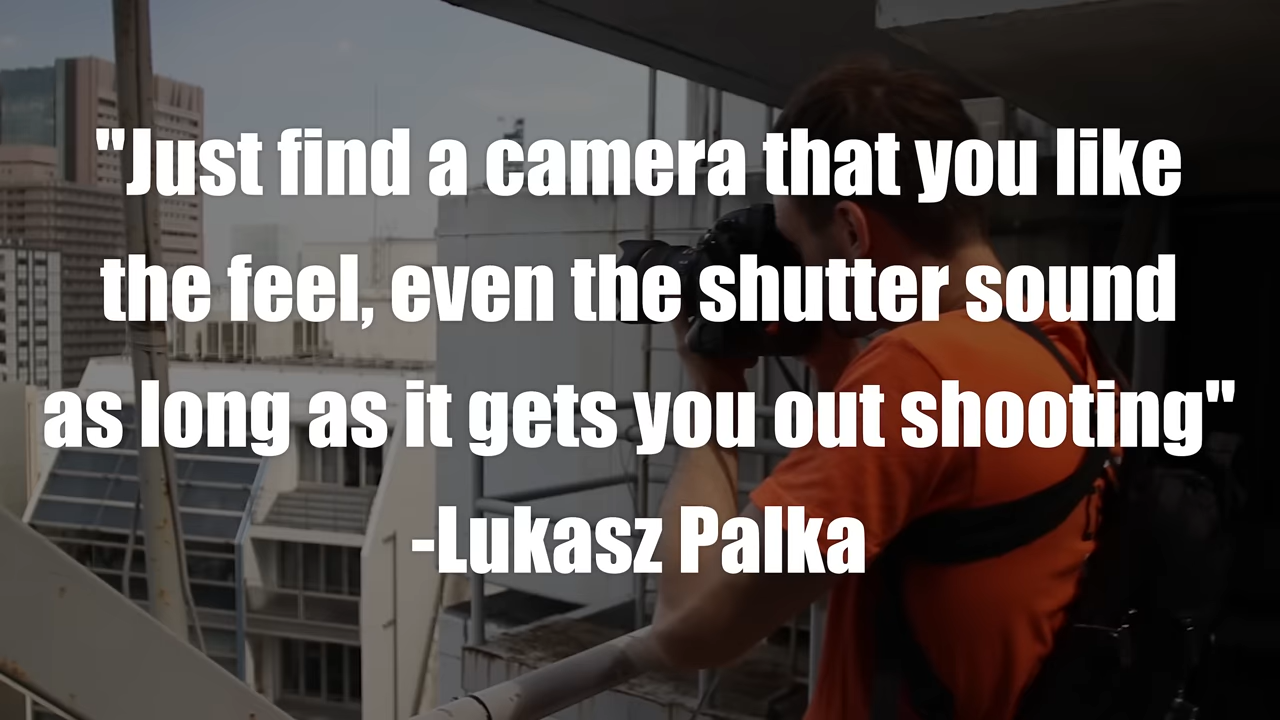 "Just find a camera that you like
the feel, even the shutter sound
as long as it gets you out shooting"
-Lukasz Palka